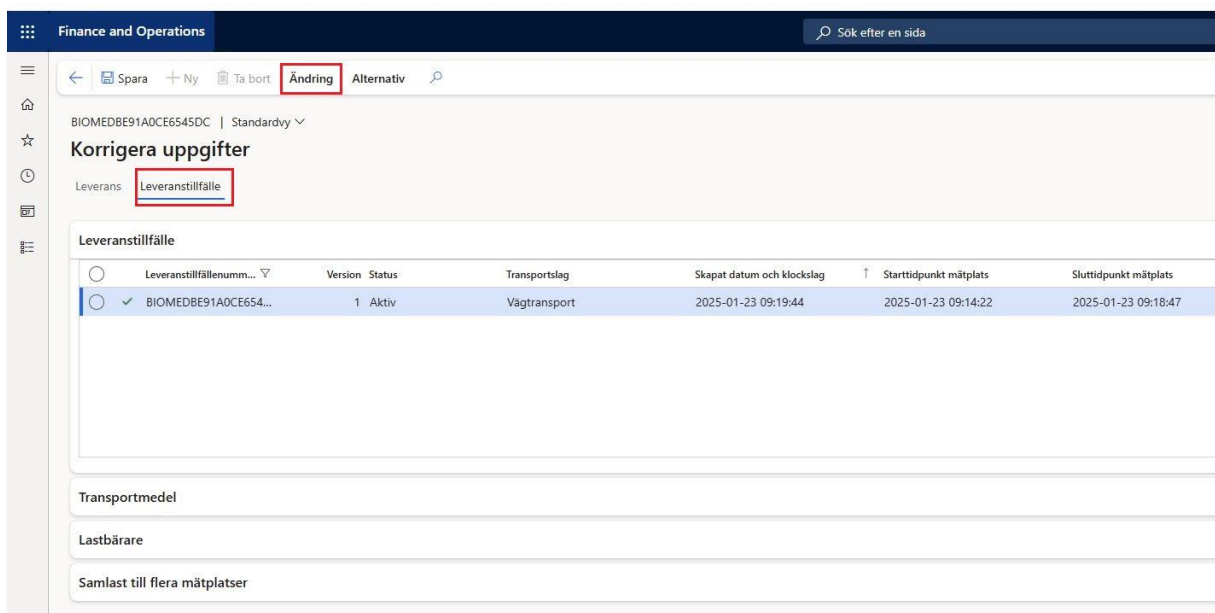 Finance and Operations Sök efter en sida
Spara Ny Ta bort Ändring Alternativ
BIOMEDBE91A0CE6545DC | Standardvy
Korrigera uppgifter
Leverans Leveranstillfälle
Leveranstillfälle
Leveranstillfällenumm... Version Status Transportslag Skapat datum och klockslag Starttidpunkt mätplats Sluttidpunkt mätplats
BIOMEDBE91A0CE654... 1 Aktiv Vägtransport 2025-01-23 09:19:44 2025-01-23 09:14:22 2025-01-23 09:18:47
Transportmedel
Lastbärare
Samlast till flera mätplatser